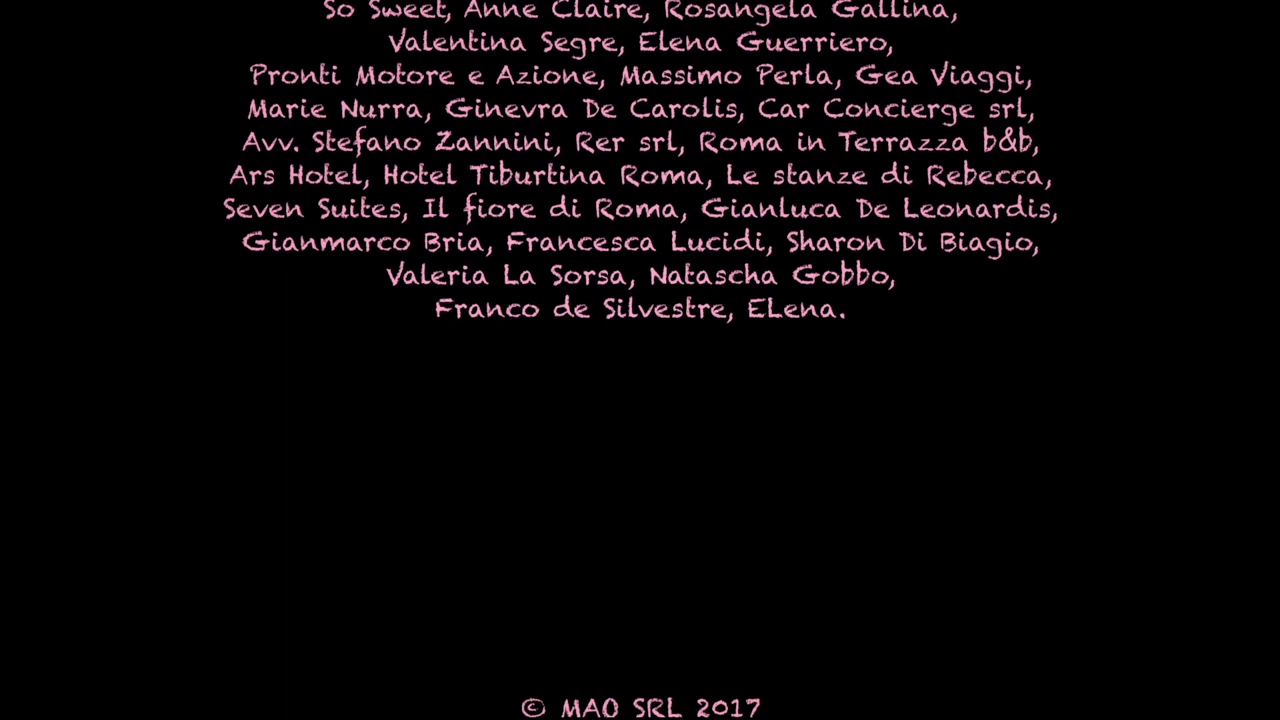 So Sweet, Anne Claire, Rosangela Gallina,
Valentina Segre, Elena Guerriero,
Pronti Motore e Azione, Massimo Perla, Gea Viaggi,
Marie Nurra, Ginevra De Carolis, Car Concierge srl,
Avv. Stefano Zannini, Rer srl, Roma in Terrazza b&b,
Ars Hotel, Hotel Tiburtina Roma, Le stanze di Rebecca,
Seven Suites, Il fiore di Roma, Gianluca De Leonardis,
Gianmarco Bria, Francesca Lucidi, Sharon Di Biagio,
Valeria La Sorsa, Natascha Gobbo,
Franco de Silvestre, ELena.
© MAO SRL 2017